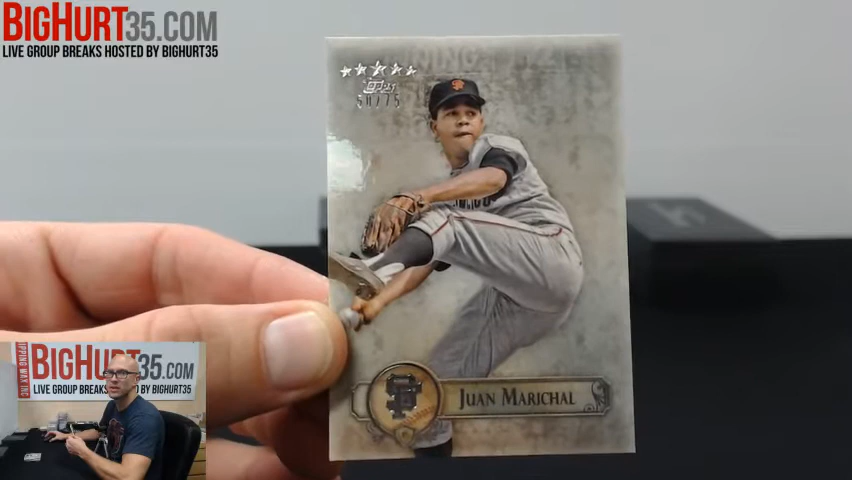 BIGHURT35.COM
LIVE GROUP BREAKS HOSTED BY BIGHURT35
50/75
JUAN MARICHAL
SF
BIGHURT35.COM
LIVE GROUP BREAKS HOSTED BY BIGHURT35